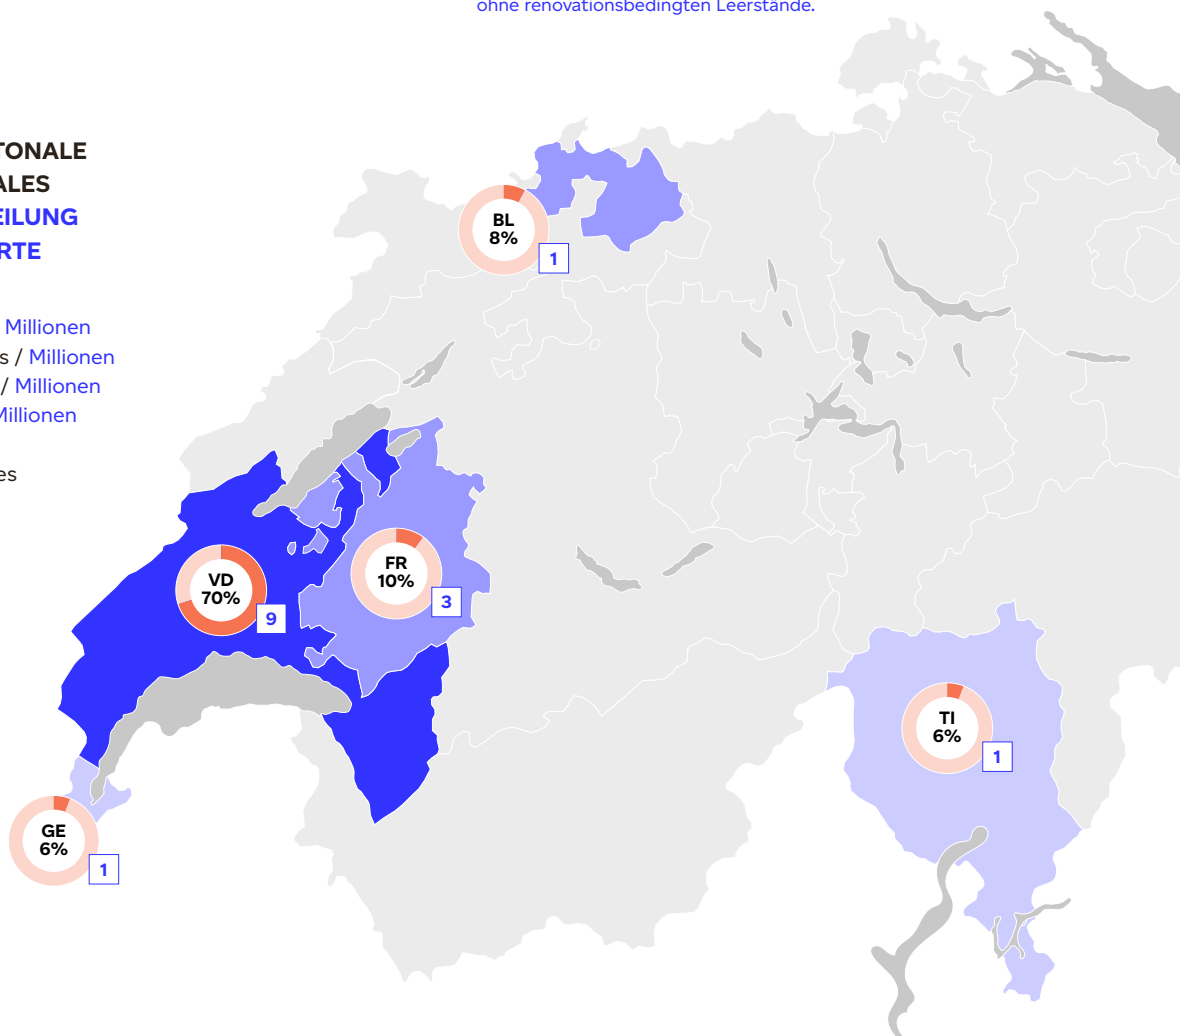 ohne renovationsbedingten Leerstände.
TONALE
ALES
EILUNG
RTE
Millionen
s / Millionen
/ Millionen
Millionen
es
BL
8%
1
VD
70%
9
FR
10%
3
TI
6%
1
GE
6%
1